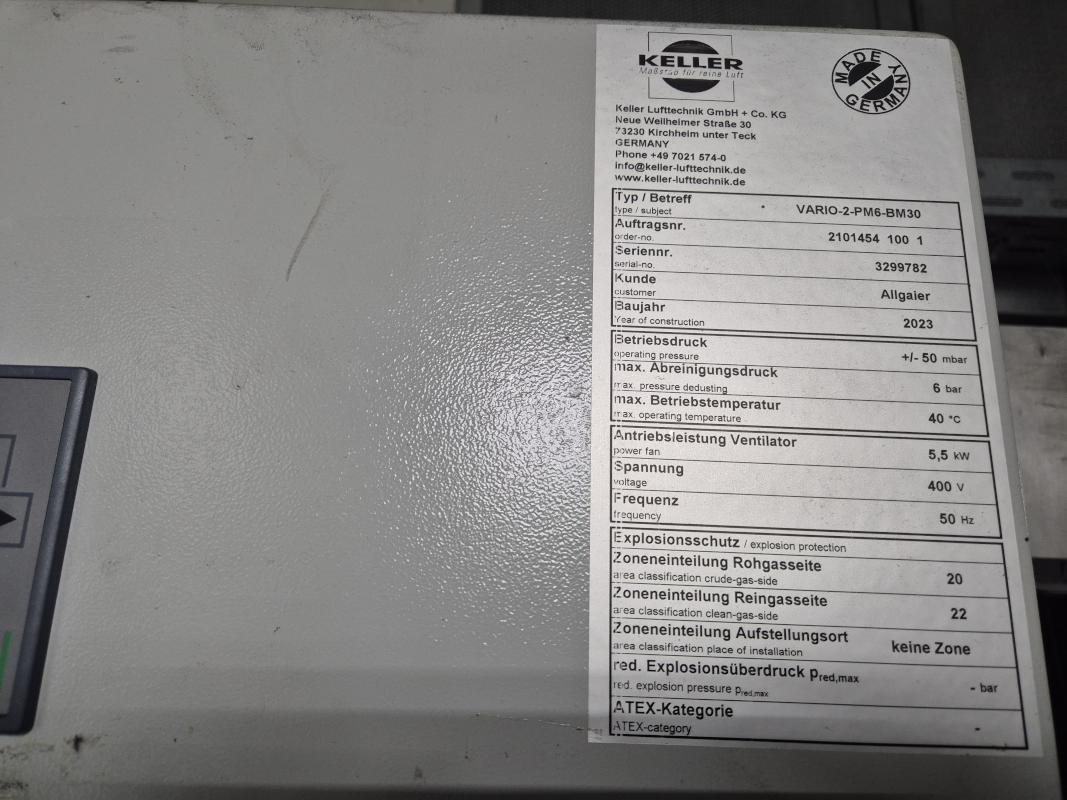 KELLER
Maßstab für reine Luft
MADE IN GERMANY
Keller Lufttechnik GmbH + Co. KG
Neue Weilheimer Straße 30
73230 Kirchheim unter Teck
GERMANY
Phone +49 7021 574-0
info@keller-lufttechnik.de
www.keller-lufttechnik.de
Typ / Betreff
type / subject
VARIO-2-PM6-BM30
Auftragsnr.
order-no.
2101454 100 1
Seriennr.
serial-no.
3299782
Kunde
customer
Allgaier
Baujahr
Year of construction
2023
Betriebsdruck
operating pressure
+/- 50 mbar
max. Abreinigungsdruck
max. pressure dedusting
6 bar
max. Betriebstemperatur
max. operating temperature
40 °C
Antriebsleistung Ventilator
power fan
5,5 kW
Spannung
voltage
400 V
Frequenz
frequency
50 Hz
Explosionsschutz / explosion protection
Zoneneinteilung Rohgasseite
area classification crude-gas-side
20
Zoneneinteilung Reingasseite
area classification clean-gas-side
22
Zoneneinteilung Aufstellungsort
area classification place of installation
keine Zone
red. Explosionsüberdruck pred,max
red. explosion pressure pred,max
- bar
ATEX-Kategorie
ATEX-category
-